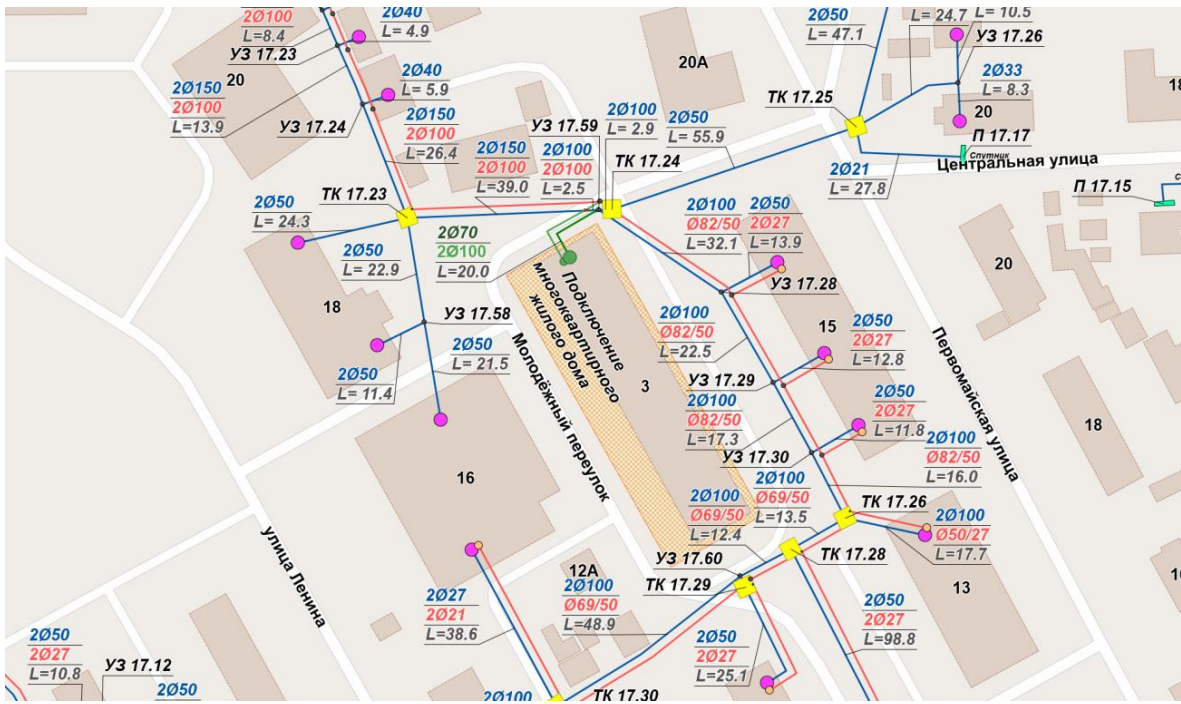 2Ø100
L=8.4
УЗ 17.23
2Ø40
L= 4.9
20
2Ø150
2Ø100
L=13.9
УЗ 17.24
2Ø40
L= 5.9
2Ø150
2Ø100
L=26.4
2Ø150
2Ø100
L=39.0
УЗ 17.59
2Ø100
2Ø100
L=2.5
2Ø100
L= 2.9
ТК 17.24
20А
2Ø50
L= 55.9
2Ø50
L= 47.1
L= 24.7
L= 10.5
УЗ 17.26
2Ø33
L= 8.3
ТК 17.25
20
П 17.17
Спутник
Центральная улица
2Ø21
L= 27.8
П 17.15
18
ТК 17.23
2Ø50
L= 24.3
2Ø50
L= 22.9
18
УЗ 17.58
2Ø50
L= 11.4
2Ø50
L= 21.5
2Ø70
2Ø100
L=20.0
Подключение
многоквартирного
жилого дома
3
Молодёжный переулок
2Ø100
Ø82/50
L=32.1
2Ø50
2Ø27
L=13.9
УЗ 17.28
2Ø100
Ø82/50
L=22.5
15
2Ø50
2Ø27
L=12.8
УЗ 17.29
2Ø100
Ø82/50
L=17.3
2Ø50
2Ø27
L=11.8
УЗ 17.30
2Ø100
Ø82/50
L=16.0
Первомайская улица
20
18
16
2Ø100
Ø69/50
L=12.4
2Ø100
Ø69/50
L=13.5
ТК 17.26
2Ø100
Ø50/27
L=17.7
ТК 17.28
13
УЗ 17.60
ТК 17.29
12А
2Ø100
Ø69/50
L=48.9
2Ø27
2Ø21
L=38.6
улица Ленина
2Ø50
2Ø27
L=25.1
2Ø50
2Ø27
L=98.8
2Ø50
2Ø27
L=10.8
УЗ 17.12
2Ø50
2Ø100
ТК 17.30